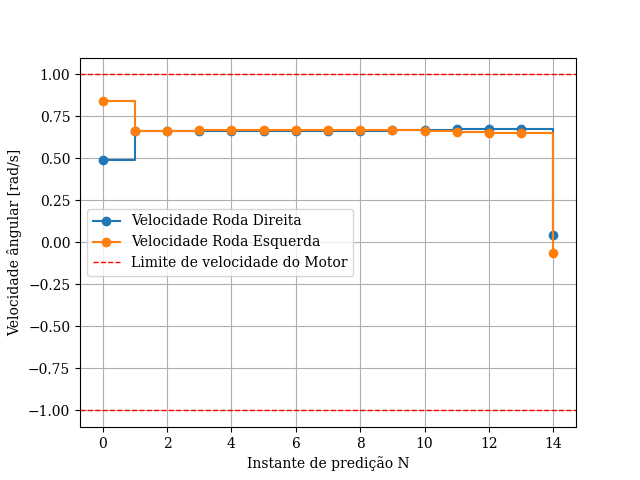 1.00
0.75
0.50
0.25
0.00
−0.25
−0.50
−0.75
−1.00
Velocidade ângular [rad/s]
Velocidade Roda Direita
Velocidade Roda Esquerda
Limite de velocidade do Motor
0 2 4 6 8 10 12 14
Instante de predição N